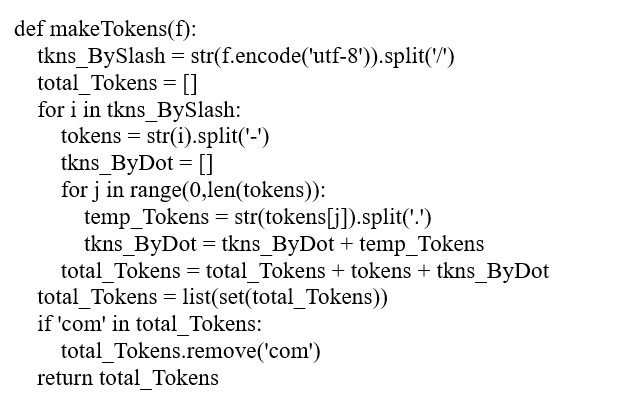 def makeTokens(f):
    tkns_BySlash = str(f.encode('utf-8')).split('/')
    total_Tokens = []
    for i in tkns_BySlash:
        tokens = str(i).split('-')
        tkns_ByDot = []
        for j in range(0,len(tokens)):
            temp_Tokens = str(tokens[j]).split('.')
            tkns_ByDot = tkns_ByDot + temp_Tokens
        total_Tokens = total_Tokens + tokens + tkns_ByDot
    total_Tokens = list(set(total_Tokens))
    if 'com' in total_Tokens:
        total_Tokens.remove('com')
    return total_Tokens